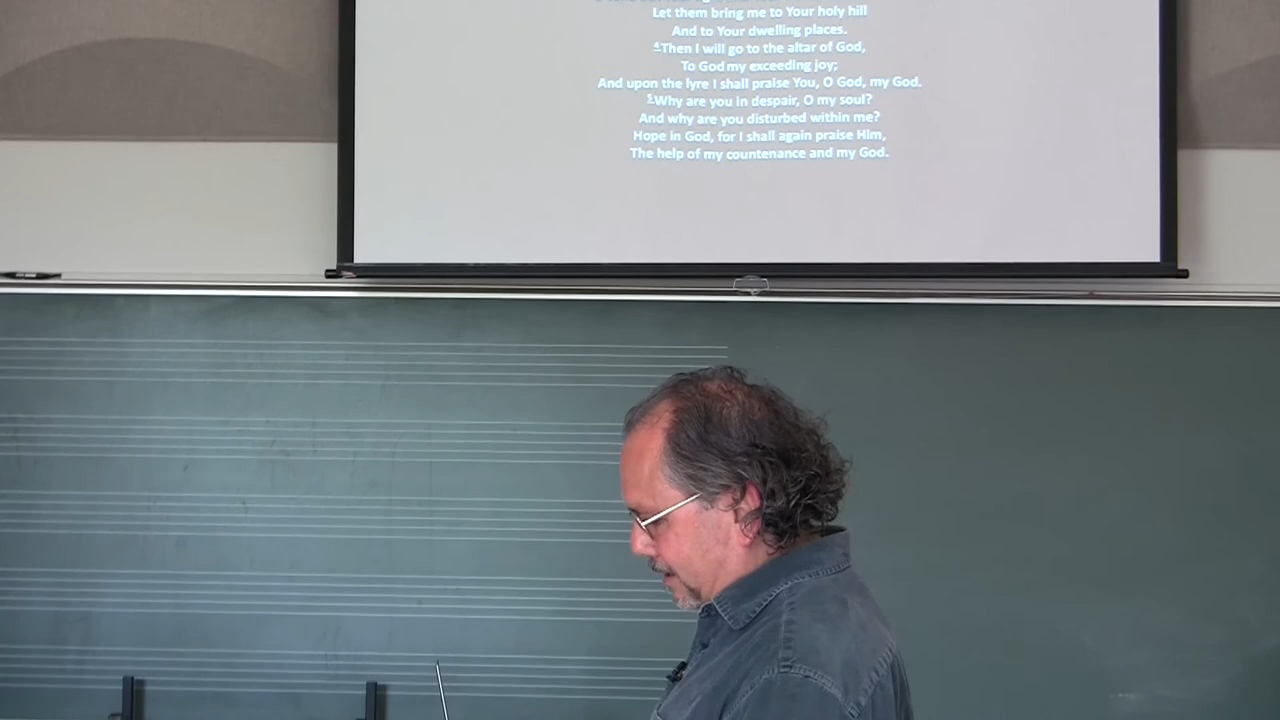 Let them bring me to Your holy hill
And to Your dwelling places.
4Then I will go to the altar of God,
To God my exceeding joy;
And upon the lyre I shall praise You, O God, my God.
5Why are you in despair, O my soul?
And why are you disturbed within me?
Hope in God, for I shall again praise Him,
The help of my countenance and my God.